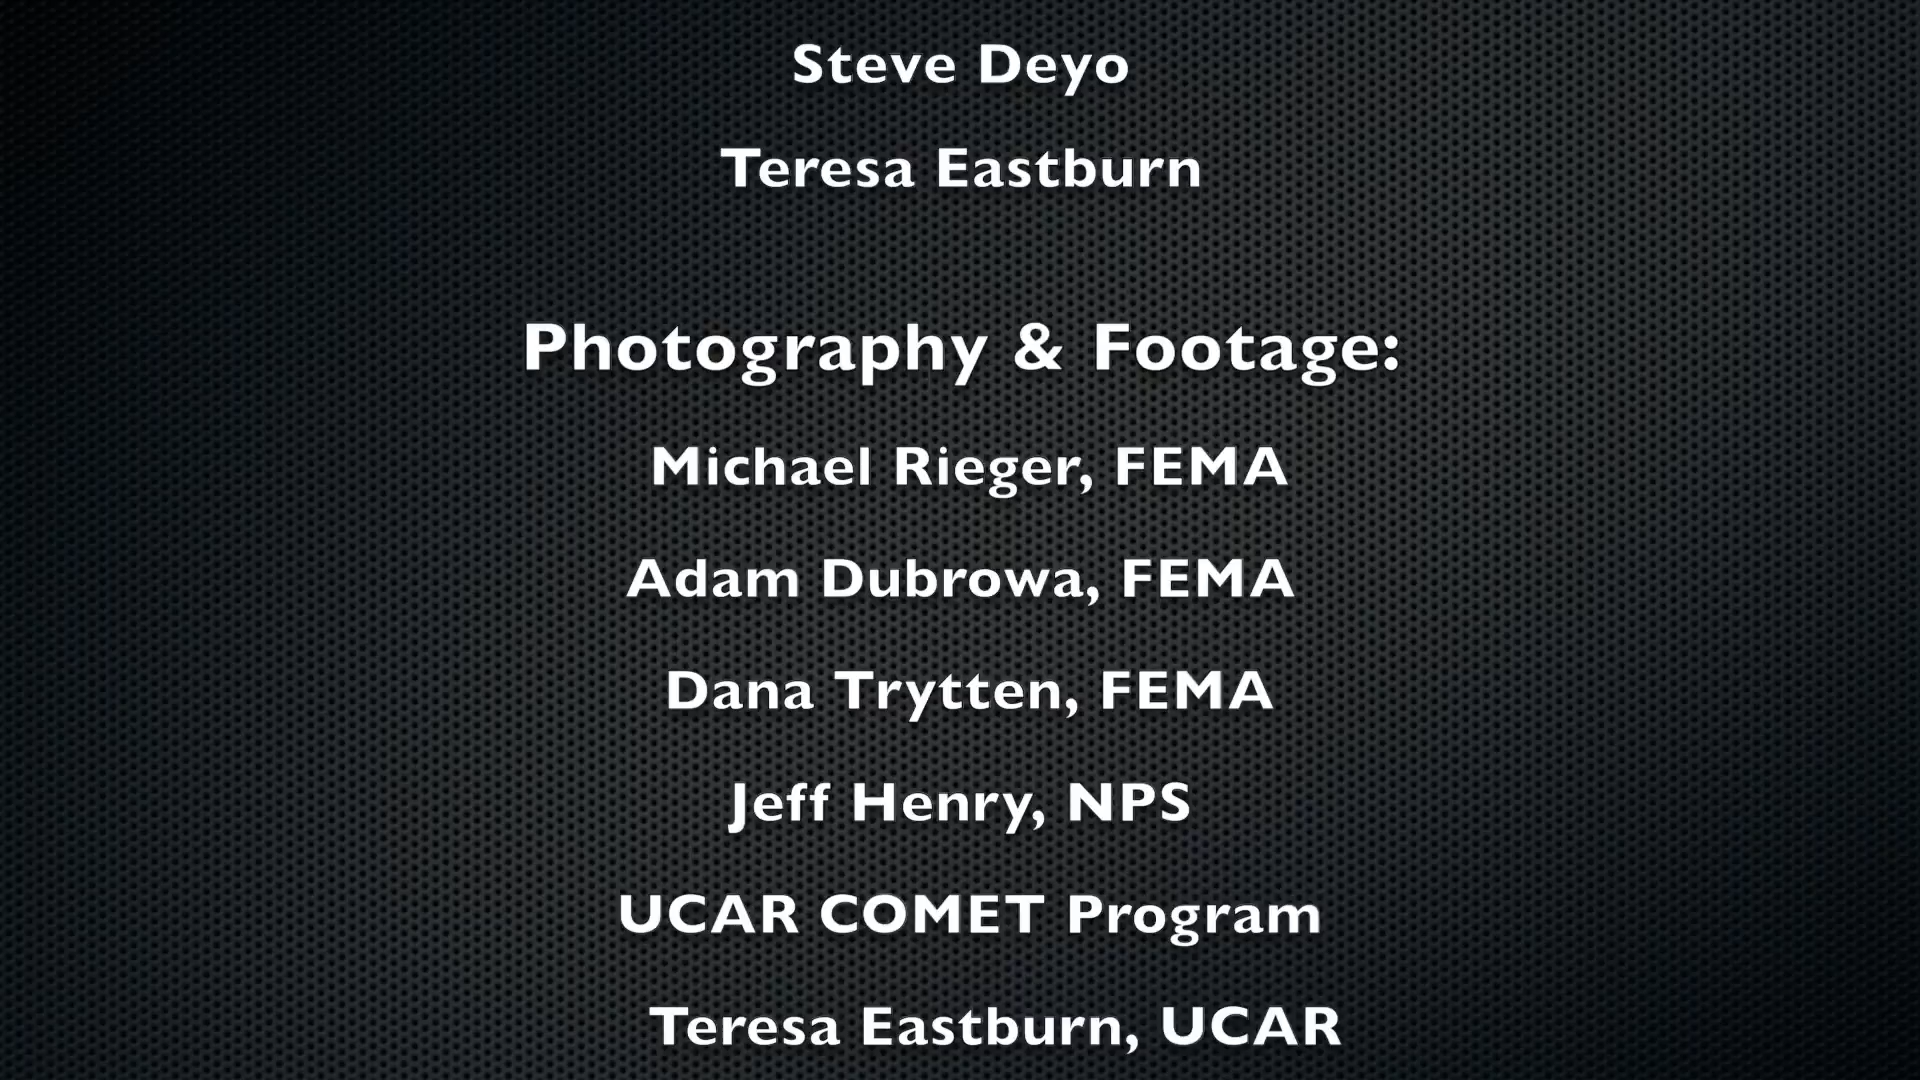 Steve Deyo
Teresa Eastburn
Photography & Footage:
Michael Rieger, FEMA
Adam Dubrowa, FEMA
Dana Trytten, FEMA
Jeff Henry, NPS
UCAR COMET Program
Teresa Eastburn, UCAR